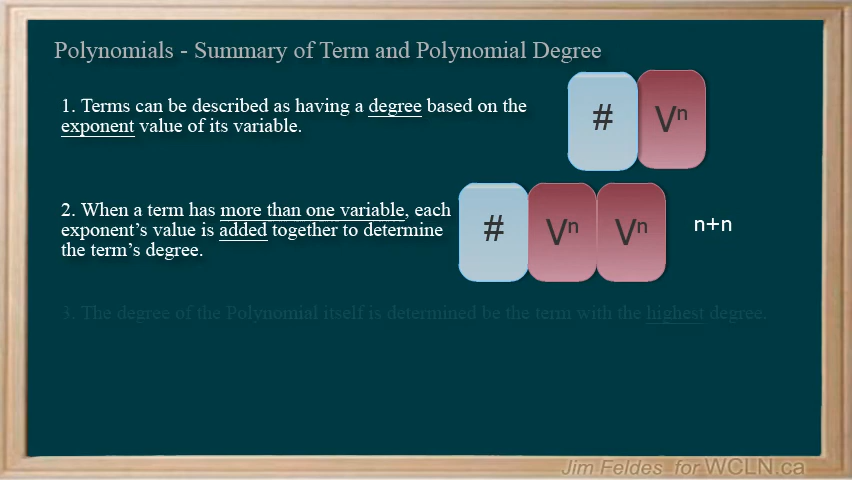 Polynomials - Summary of Term and Polynomial Degree
1. Terms can be described as having a degree based on the
exponent value of its variable.
# Vⁿ
2. When a term has more than one variable, each
exponent's value is added together to determine
the term's degree.
# Vⁿ Vⁿ n+n
3. The degree of the Polynomial itself is determined be the term with the highest degree.
Jim Feldes for WCLN.ca